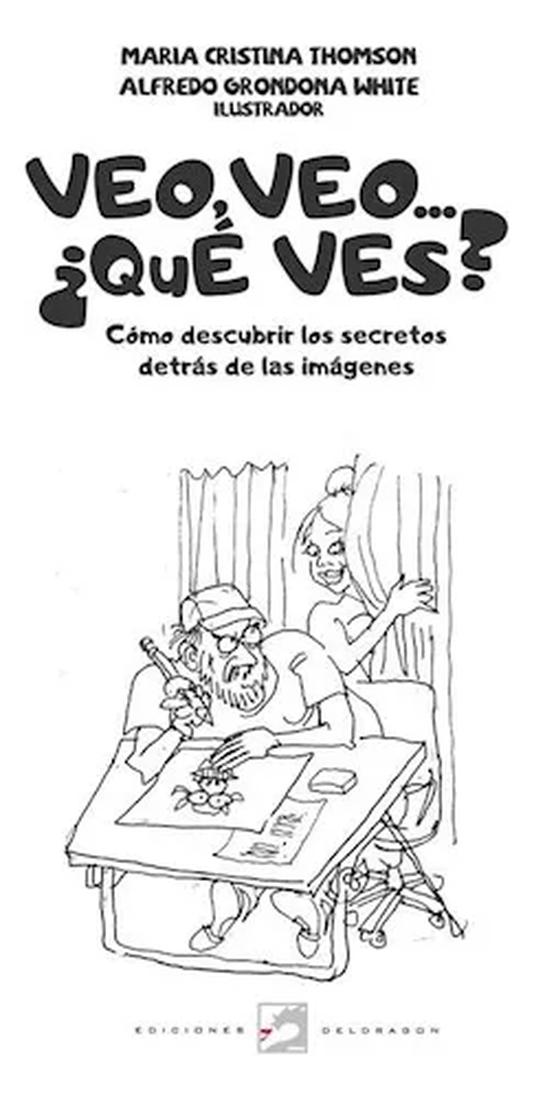 MARIA CRISTINA THOMSON
ALFREDO GRONDONA WHITE
ILUSTRADOR
VEO, VEO...
¿QuÉ VES?
Cómo descubrir los secretos
detrás de las imágenes
EDICIONES DELDRAGON